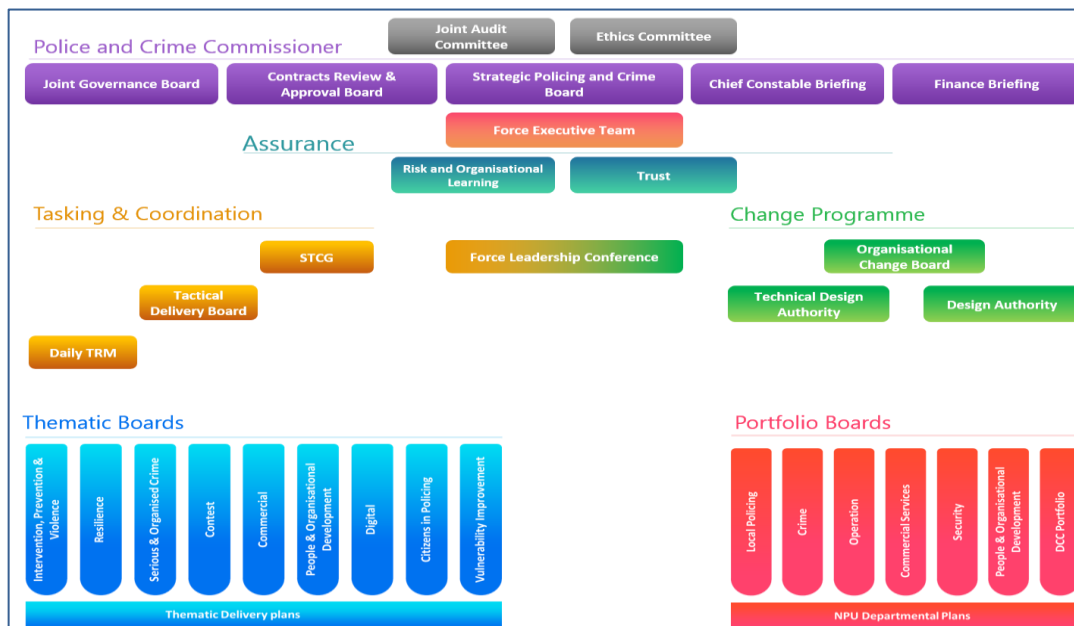 Joint Audit
Committee
Ethics Committee
Police and Crime Commissioner
Joint Governance Board
Contracts Review &
Approval Board
Strategic Policing and Crime
Board
Chief Constable Briefing
Finance Briefing
Force Executive Team
Assurance
Risk and Organisational
Learning
Trust
Tasking & Coordination
Change Programme
STCG
Force Leadership Conference
Organisational
Change Board
Tactical
Delivery Board
Technical Design
Authority
Design Authority
Daily TRM
Thematic Boards
Portfolio Boards
Intervention, Prevention &
Violence
Resilience
Serious & Organised Crime
Contest
Commercial
People & Organisational
Development
Digital
Citizens in Policing
Vulnerability Improvement
Local Policing
Crime
Operation
Commercial Services
Security
People & Organisational
Development
DCC Portfolio
Thematic Delivery plans
NPU Departmental Plans